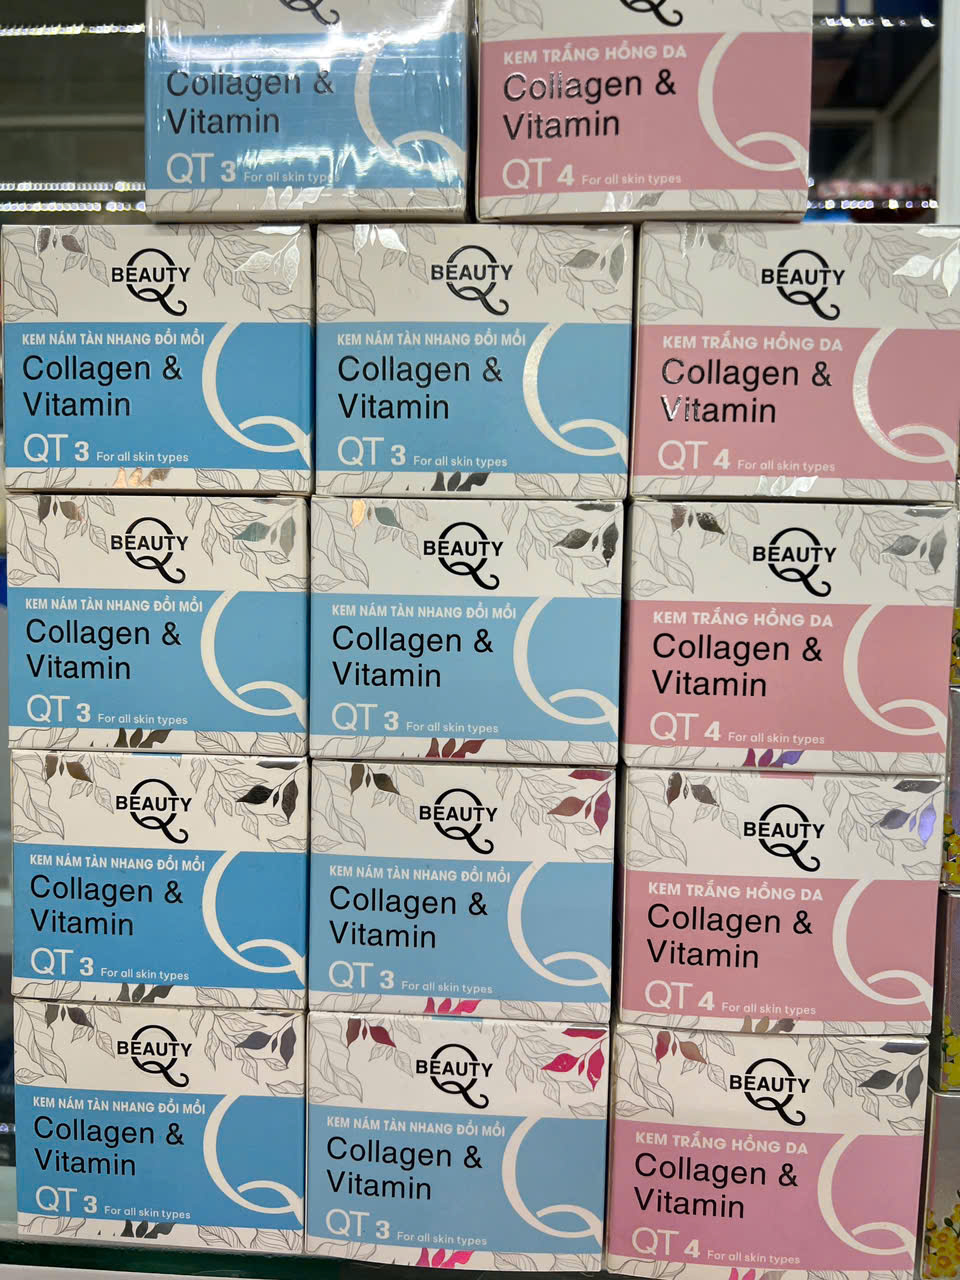 Collagen &
Vitamin
QT 3 For all skin types
KEM TRẮNG HỒNG DA
Collagen &
Vitamin
QT 4 For all skin types
BEAUTY
KEM NÁM TÀN NHANG ĐỒI MỒI
Collagen &
Vitamin
QT 3 For all skin types
BEAUTY
KEM NÁM TÀN NHANG ĐỒI MỒI
Collagen &
Vitamin
QT 3 For all skin types
BEAUTY
KEM TRẮNG HỒNG DA
Collagen &
Vitamin
QT 4 For all skin types
BEAUTY
KEM NÁM TÀN NHANG ĐỒI MỒI
Collagen &
Vitamin
QT 3 For all skin types
BEAUTY
KEM NÁM TÀN NHANG ĐỒI MỒI
Collagen &
Vitamin
QT 3 For all skin types
BEAUTY
KEM TRẮNG HỒNG DA
Collagen &
Vitamin
QT 4 For all skin types
BEAUTY
KEM NÁM TÀN NHANG ĐỒI MỒI
Collagen &
Vitamin
QT 3 For all skin types
BEAUTY
KEM NÁM TÀN NHANG ĐỒI MỒI
Collagen &
Vitamin
QT 3 For all skin types
BEAUTY
KEM TRẮNG HỒNG DA
Collagen &
Vitamin
QT 4 For all skin types
BEAUTY
KEM NÁM TÀN NHANG ĐỒI MỒI
Collagen &
Vitamin
QT 3 For all skin types
BEAUTY
KEM NÁM TÀN NHANG ĐỒI MỒI
Collagen &
Vitamin
QT 3 For all skin types
BEAUTY
KEM TRẮNG HỒNG DA
Collagen &
Vitamin
QT 4 For all skin types